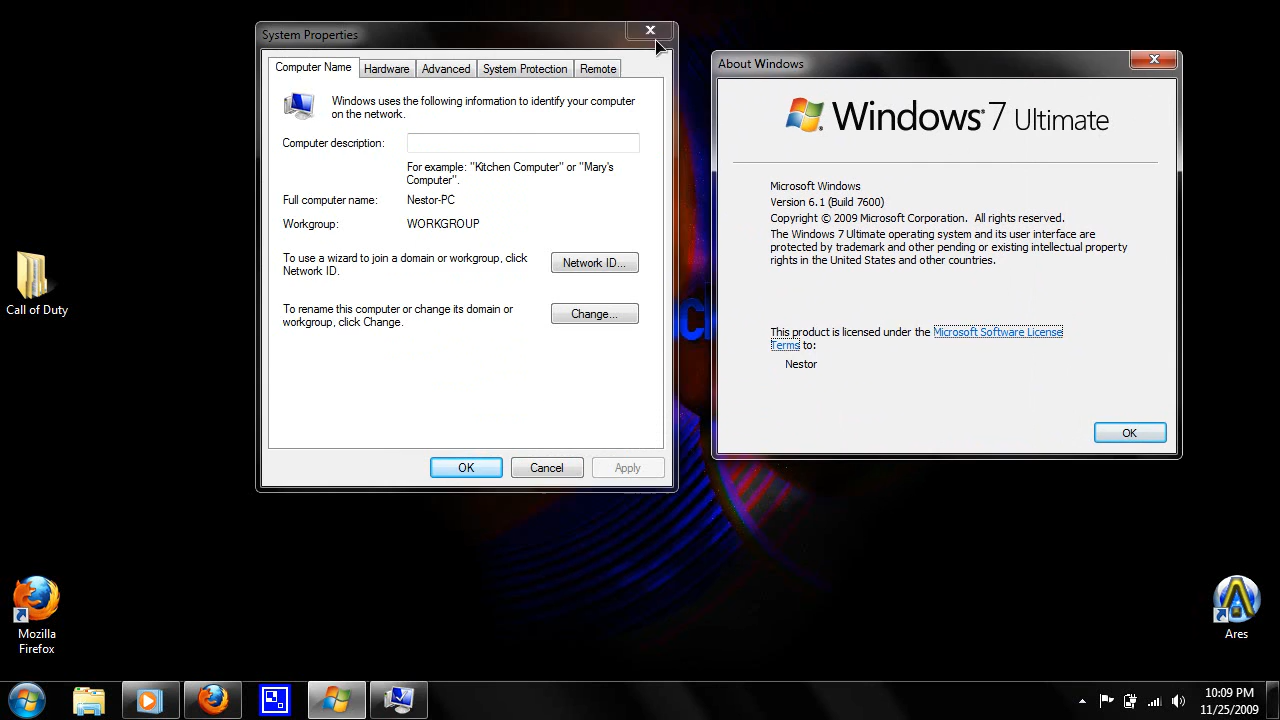 System Properties
Computer Name
Hardware
Advanced
System Protection
Remote
Windows uses the following information to identify your computer
on the network.
Computer description:
For example: "Kitchen Computer" or "Mary's
Computer".
Full computer name:
Nestor-PC
Workgroup:
WORKGROUP
To use a wizard to join a domain or workgroup, click
Network ID.
Network ID...
To rename this computer or change its domain or
workgroup, click Change.
Change...
OK
Cancel
Apply
About Windows
Windows® 7 Ultimate
Microsoft Windows
Version 6.1 (Build 7600)
Copyright © 2009 Microsoft Corporation. All rights reserved.
The Windows 7 Ultimate operating system and its user interface are
protected by trademark and other pending or existing intellectual property
rights in the United States and other countries.
This product is licensed under the Microsoft Software License
Terms to:
Nestor
OK
Call of Duty
Mozilla
Firefox
Ares
10:09 PM
11/25/2009